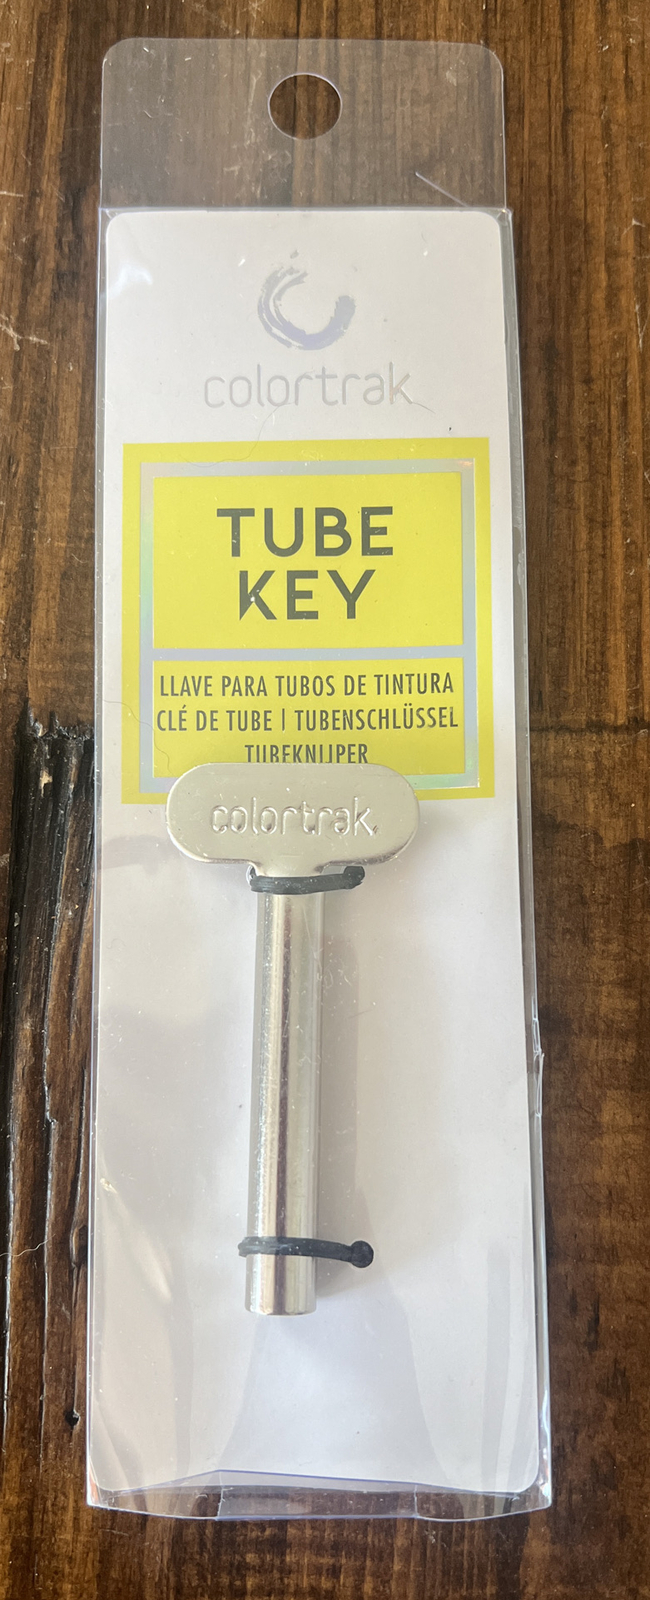 colortrak
TUBE
KEY
LLAVE PARA TUBOS DE TINTURA
CLÉ DE TUBE | TUBENSCHLÜSSEL
TUBEKNIJPER
colortrak